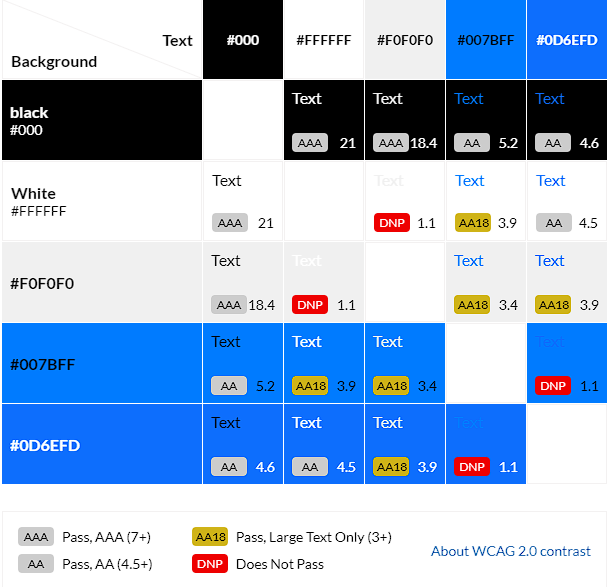 Text
Background
#000
#FFFFFF
#F0F0F0
#007BFF
#0D6EFD
black
#000
Text
AAA 21
Text
AAA 18.4
Text
AA 5.2
Text
AA 4.6
White
#FFFFFF
Text
AAA 21
Text
DNP 1.1
Text
AA18 3.9
Text
AA 4.5
#F0F0F0
Text
AAA 18.4
Text
DNP 1.1
Text
AA18 3.4
Text
AA18 3.9
#007BFF
Text
AA 5.2
Text
AA18 3.9
Text
AA18 3.4
Text
DNP 1.1
#0D6EFD
Text
AA 4.6
Text
AA 4.5
Text
AA18 3.9
Text
DNP 1.1
AAA Pass, AAA (7+)
AA18 Pass, Large Text Only (3+)
AA Pass, AA (4.5+)
DNP Does Not Pass
About WCAG 2.0 contrast